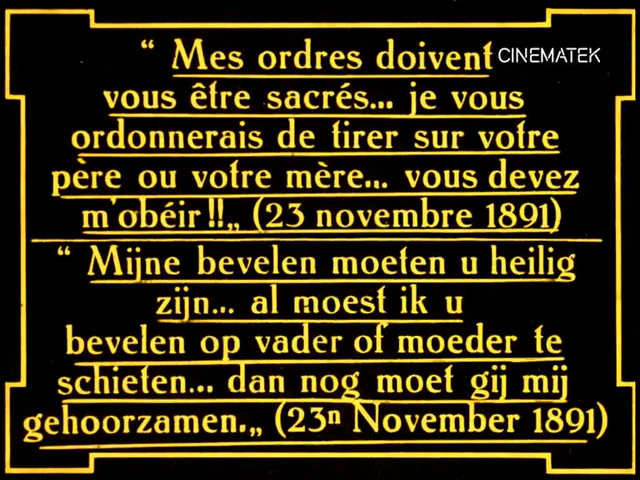 “ Mes ordres doivent
CINEMATEK
vous être sacrés... je vous
ordonnerais de tirer sur votre
père ou votre mère... vous devez
m'obéir !!„ (23 novembre 1891)
“ Mijne bevelen moeten u heilig
zijn... al moest ik u
bevelen op vader of moeder te
schieten... dan nog moet gij mij
gehoorzamen.„ (23n November 1891)